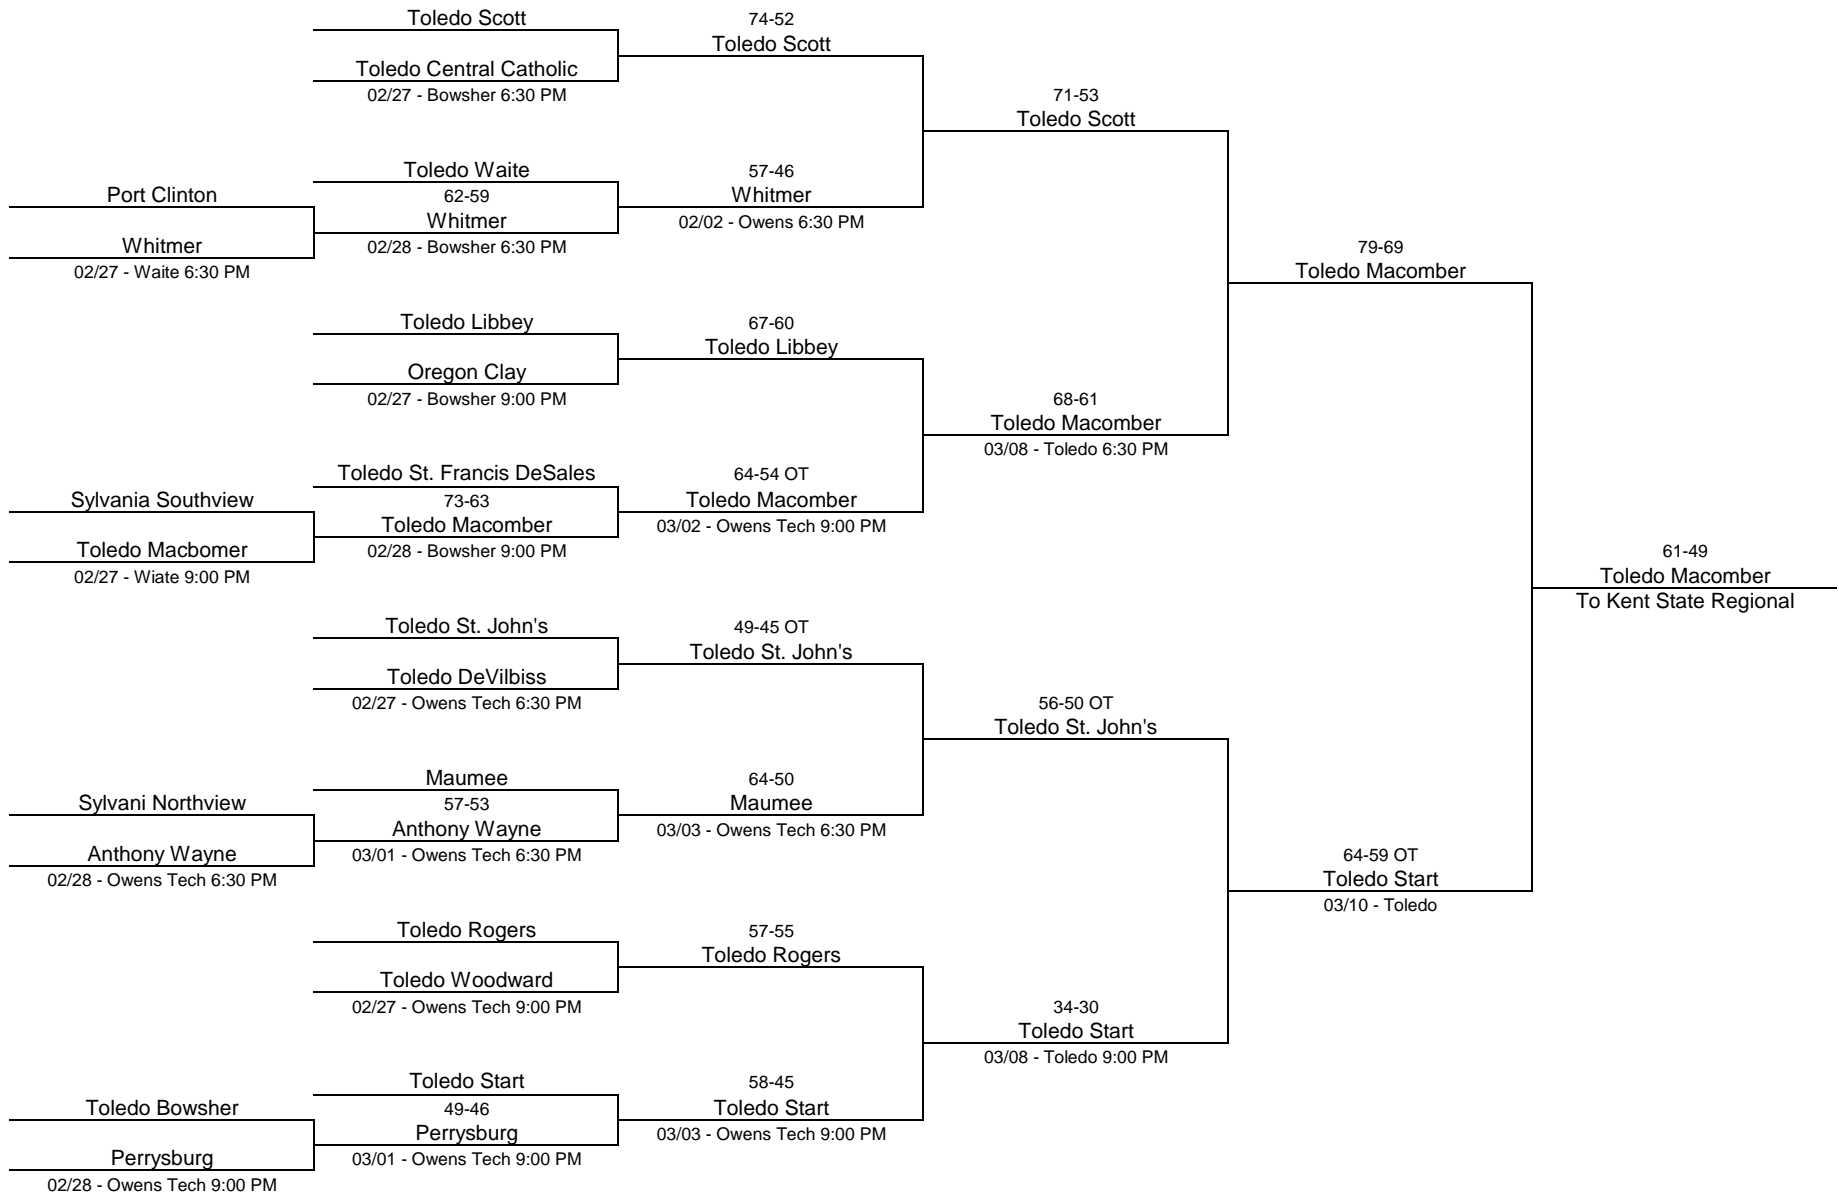 Toledo Scott
Toledo Central Catholic
02/27 - Bowsher 6:30 PM
74-52
Toledo Scott
Port Clinton
Whitmer
02/27 - Waite 6:30 PM
Toledo Waite
62-59
Whitmer
02/28 - Bowsher 6:30 PM
57-46
Whitmer
02/02 - Owens 6:30 PM
71-53
Toledo Scott
Toledo Libbey
Oregon Clay
02/27 - Bowsher 9:00 PM
67-60
Toledo Libbey
Sylvania Southview
Toledo Macbomer
02/27 - Wiate 9:00 PM
Toledo St. Francis DeSales
73-63
Toledo Macomber
02/28 - Bowsher 9:00 PM
64-54 OT
Toledo Macomber
03/02 - Owens Tech 9:00 PM
68-61
Toledo Macomber
03/08 - Toledo 6:30 PM
79-69
Toledo Macomber
Toledo St. John's
Toledo DeVilbiss
02/27 - Owens Tech 6:30 PM
49-45 OT
Toledo St. John's
Sylvani Northview
Anthony Wayne
02/28 - Owens Tech 6:30 PM
Maumee
57-53
Anthony Wayne
03/01 - Owens Tech 6:30 PM
64-50
Maumee
03/03 - Owens Tech 6:30 PM
56-50 OT
Toledo St. John's
Toledo Rogers
Toledo Woodward
02/27 - Owens Tech 9:00 PM
57-55
Toledo Rogers
Toledo Bowsher
Perrysburg
02/28 - Owens Tech 9:00 PM
Toledo Start
49-46
Perrysburg
03/01 - Owens Tech 9:00 PM
58-45
Toledo Start
03/03 - Owens Tech 9:00 PM
34-30
Toledo Start
03/08 - Toledo 9:00 PM
64-59 OT
Toledo Start
03/10 - Toledo
61-49
Toledo Macomber
To Kent State Regional